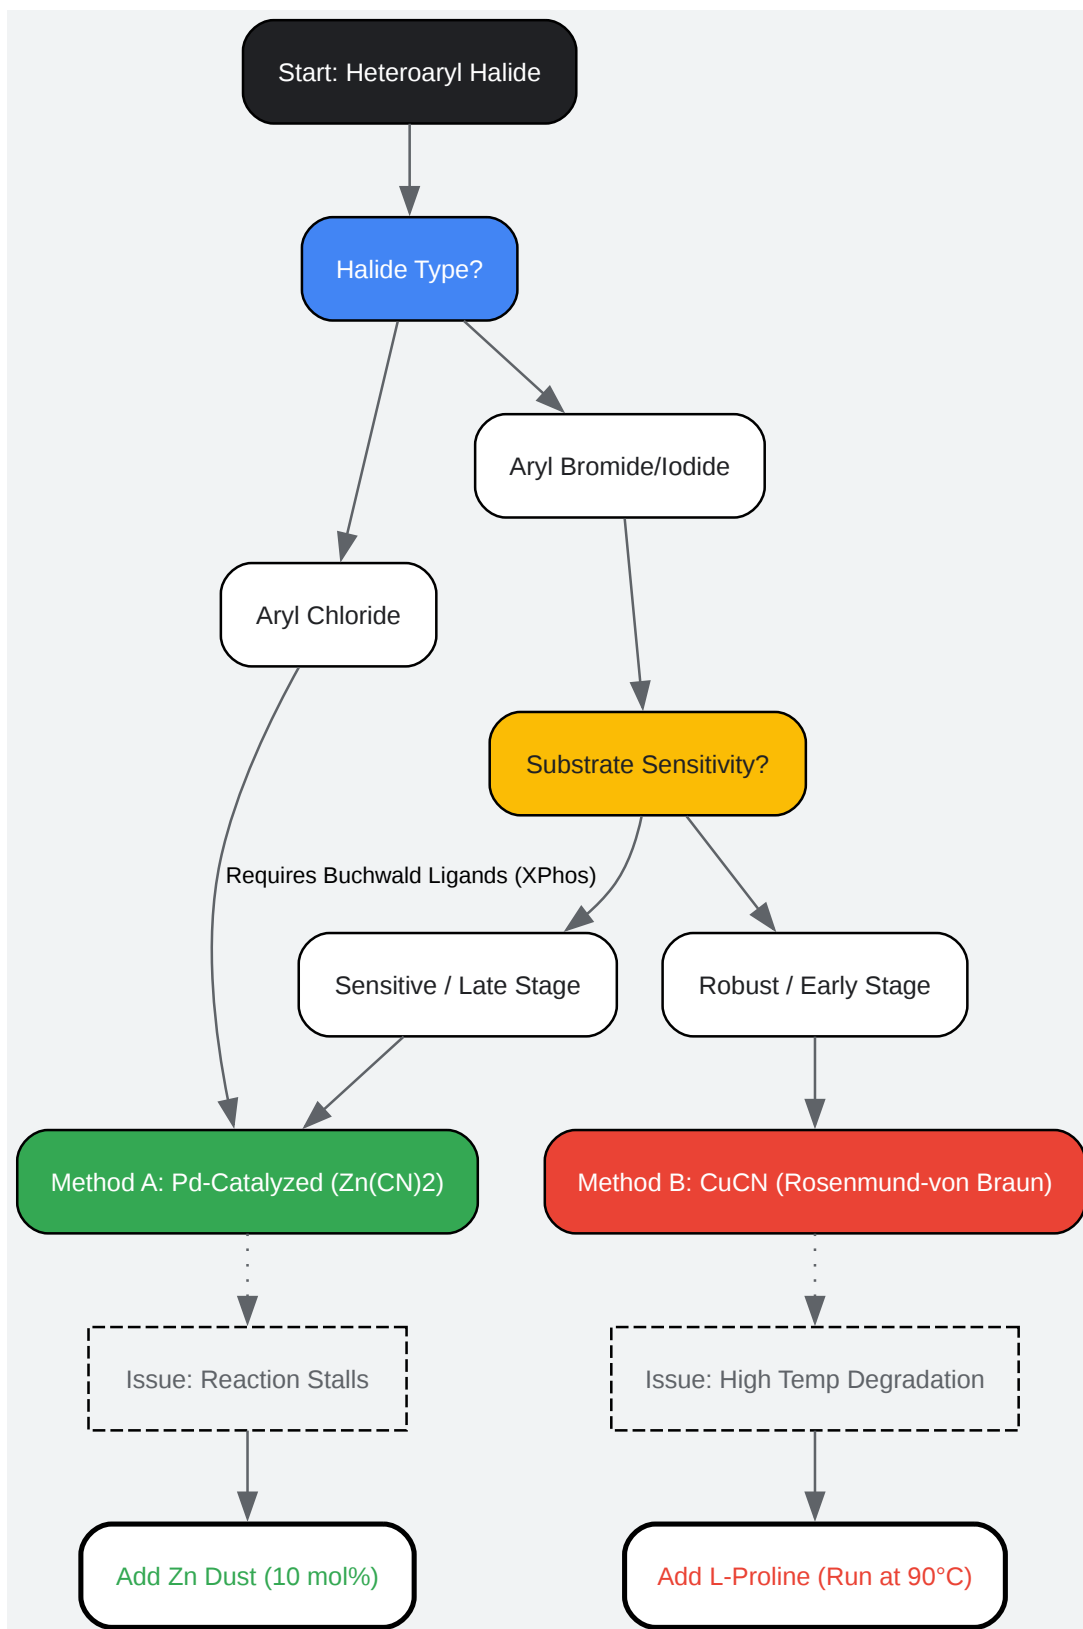 Start: Heteroaryl Halide
Halide Type?
Aryl Bromide/Iodide
Aryl Chloride
Substrate Sensitivity?
Requires Buchwald Ligands (XPhos)
Sensitive / Late Stage
Robust / Early Stage
Method A: Pd-Catalyzed (Zn(CN)2)
Method B: CuCN (Rosenmund-von Braun)
Issue: Reaction Stalls
Issue: High Temp Degradation
Add Zn Dust (10 mol%)
Add L-Proline (Run at 90°C)